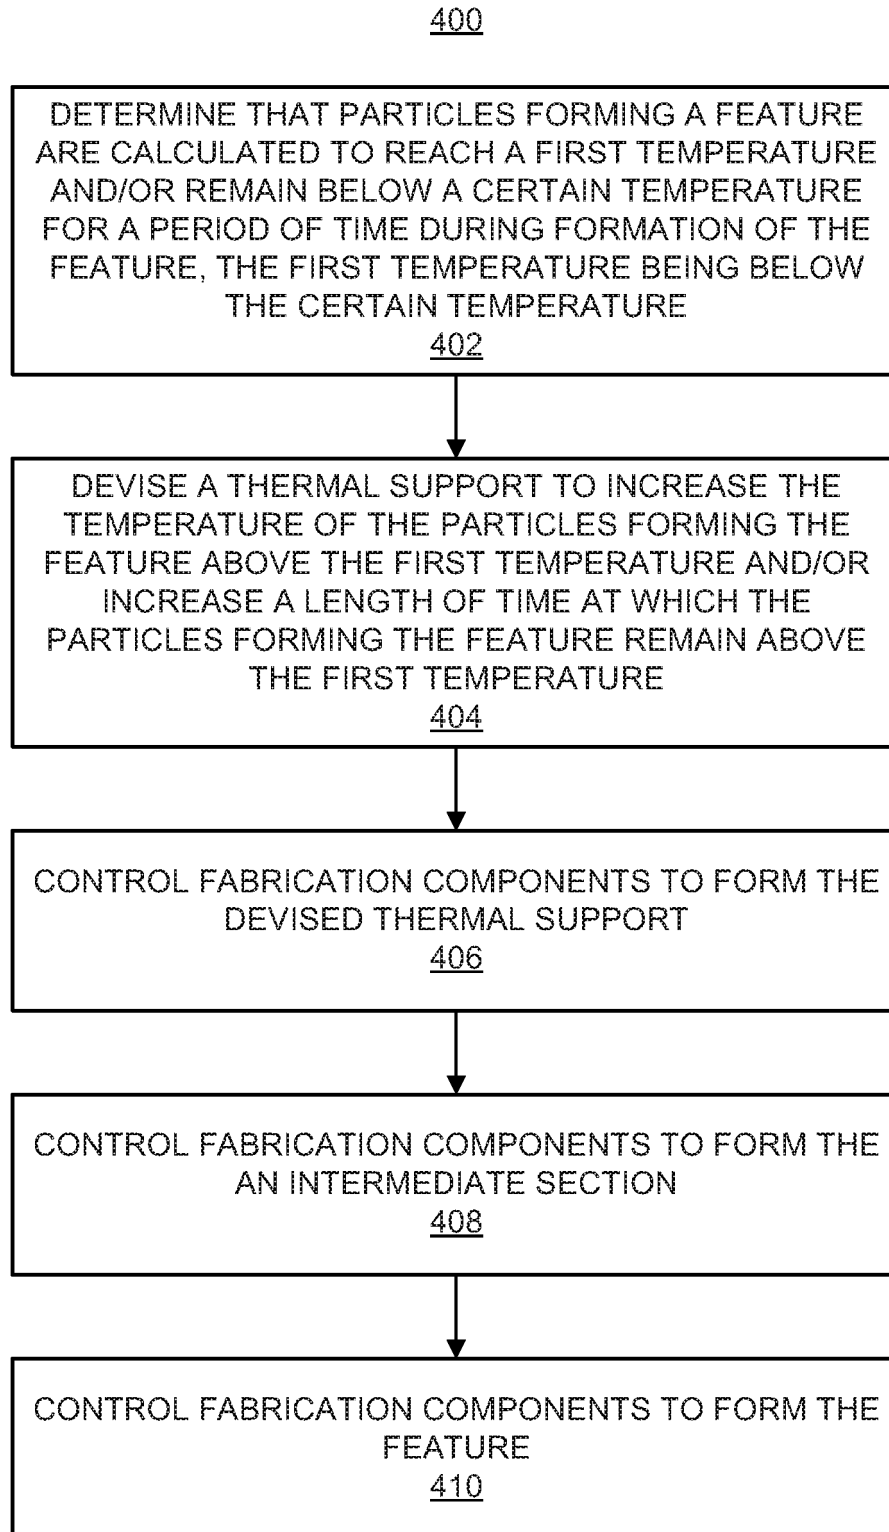 400
DETERMINE THAT PARTICLES FORMING A FEATURE
ARE CALCULATED TO REACH A FIRST TEMPERATURE
AND/OR REMAIN BELOW A CERTAIN TEMPERATURE
FOR A PERIOD OF TIME DURING FORMATION OF THE
FEATURE, THE FIRST TEMPERATURE BEING BELOW
THE CERTAIN TEMPERATURE
402
DEVISE A THERMAL SUPPORT TO INCREASE THE
TEMPERATURE OF THE PARTICLES FORMING THE
FEATURE ABOVE THE FIRST TEMPERATURE AND/OR
INCREASE A LENGTH OF TIME AT WHICH THE
PARTICLES FORMING THE FEATURE REMAIN ABOVE
THE FIRST TEMPERATURE
404
CONTROL FABRICATION COMPONENTS TO FORM THE
DEVISED THERMAL SUPPORT
406
CONTROL FABRICATION COMPONENTS TO FORM THE
AN INTERMEDIATE SECTION
408
CONTROL FABRICATION COMPONENTS TO FORM THE
FEATURE
410